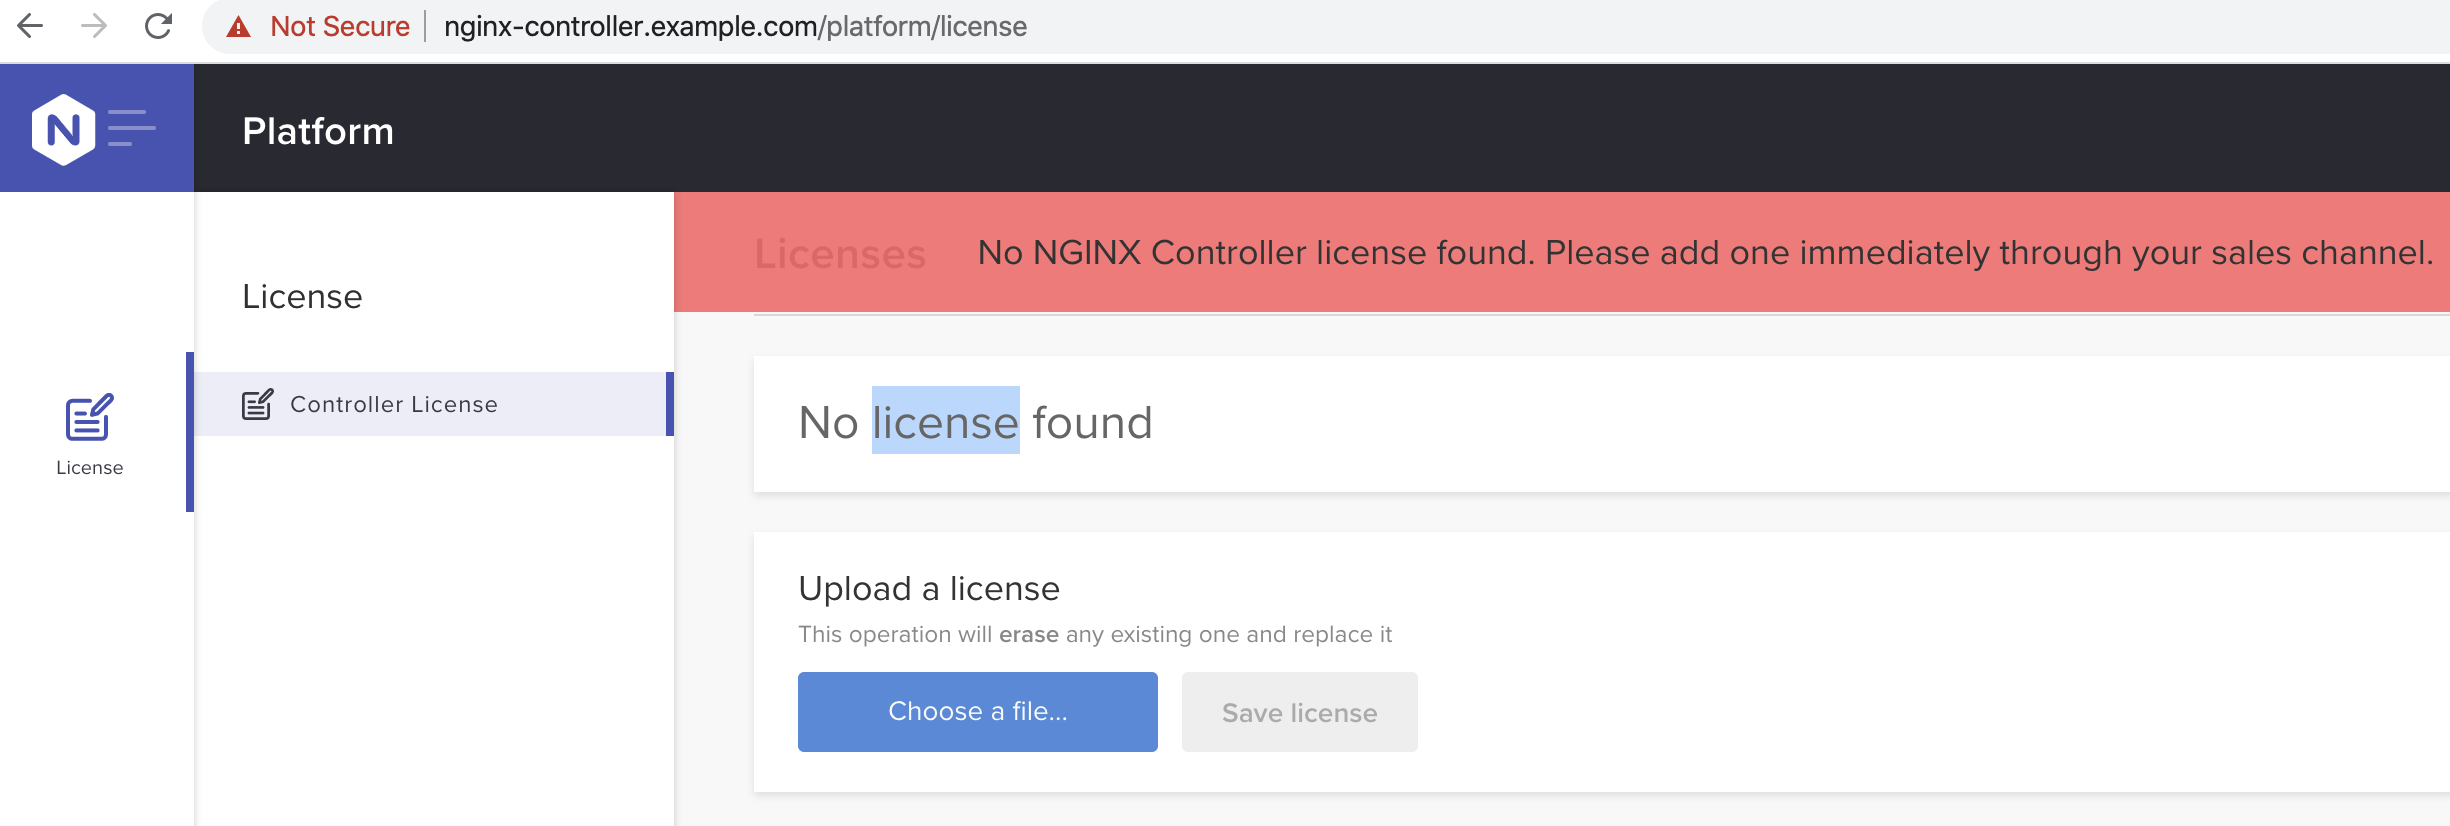 Not Secure | nginx-controller.example.com/platform/license
N
Platform
License
License
Controller License
Licenses
No NGINX Controller license found. Please add one immediately through your sales channel.
No license found
Upload a license
This operation will erase any existing one and replace it
Choose a file...
Save license